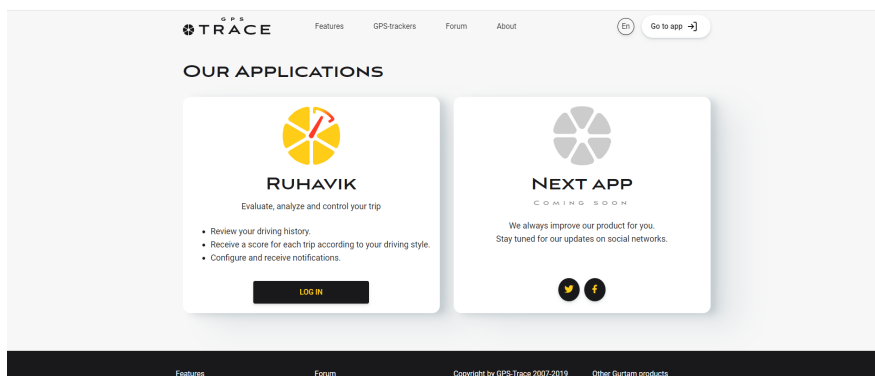 GPS
TRACE
Features GPS-trackers Forum About En Go to app
OUR APPLICATIONS
RUHAVIK
Evaluate, analyze and control your trip
• Review your driving history.
• Receive a score for each trip according to your driving style.
• Configure and receive notifications.
LOG IN
NEXT APP
COMING SOON
We always improve our product for you.
Stay tuned for our updates on social networks.
Features Forum Copyright by GPS-Trace 2007-2019 Other Gurtam products